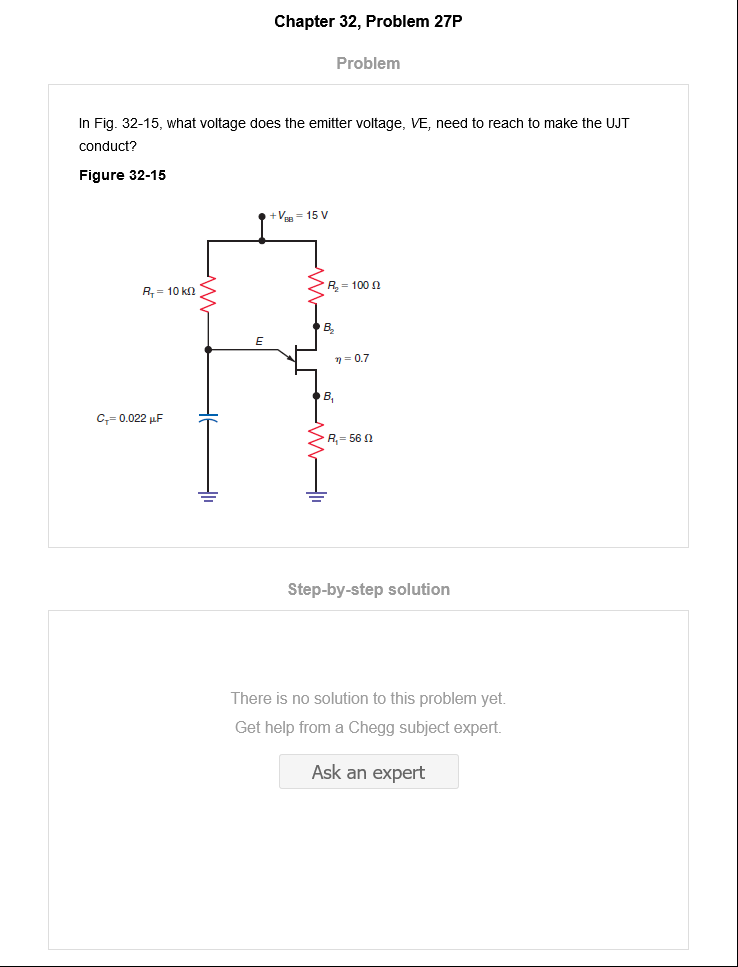 Chapter 32, Problem 27P
Problem
In Fig. 32-15, what voltage does the emitter voltage, VE, need to reach to make the UJT
conduct?
Figure 32-15
+V_BB = 15 V
R_T = 10 kΩ
R_2 = 100 Ω
B_2
E
η = 0.7
B_1
C_T = 0.022 μF
R_1 = 56 Ω
Step-by-step solution
There is no solution to this problem yet.
Get help from a Chegg subject expert.
Ask an expert